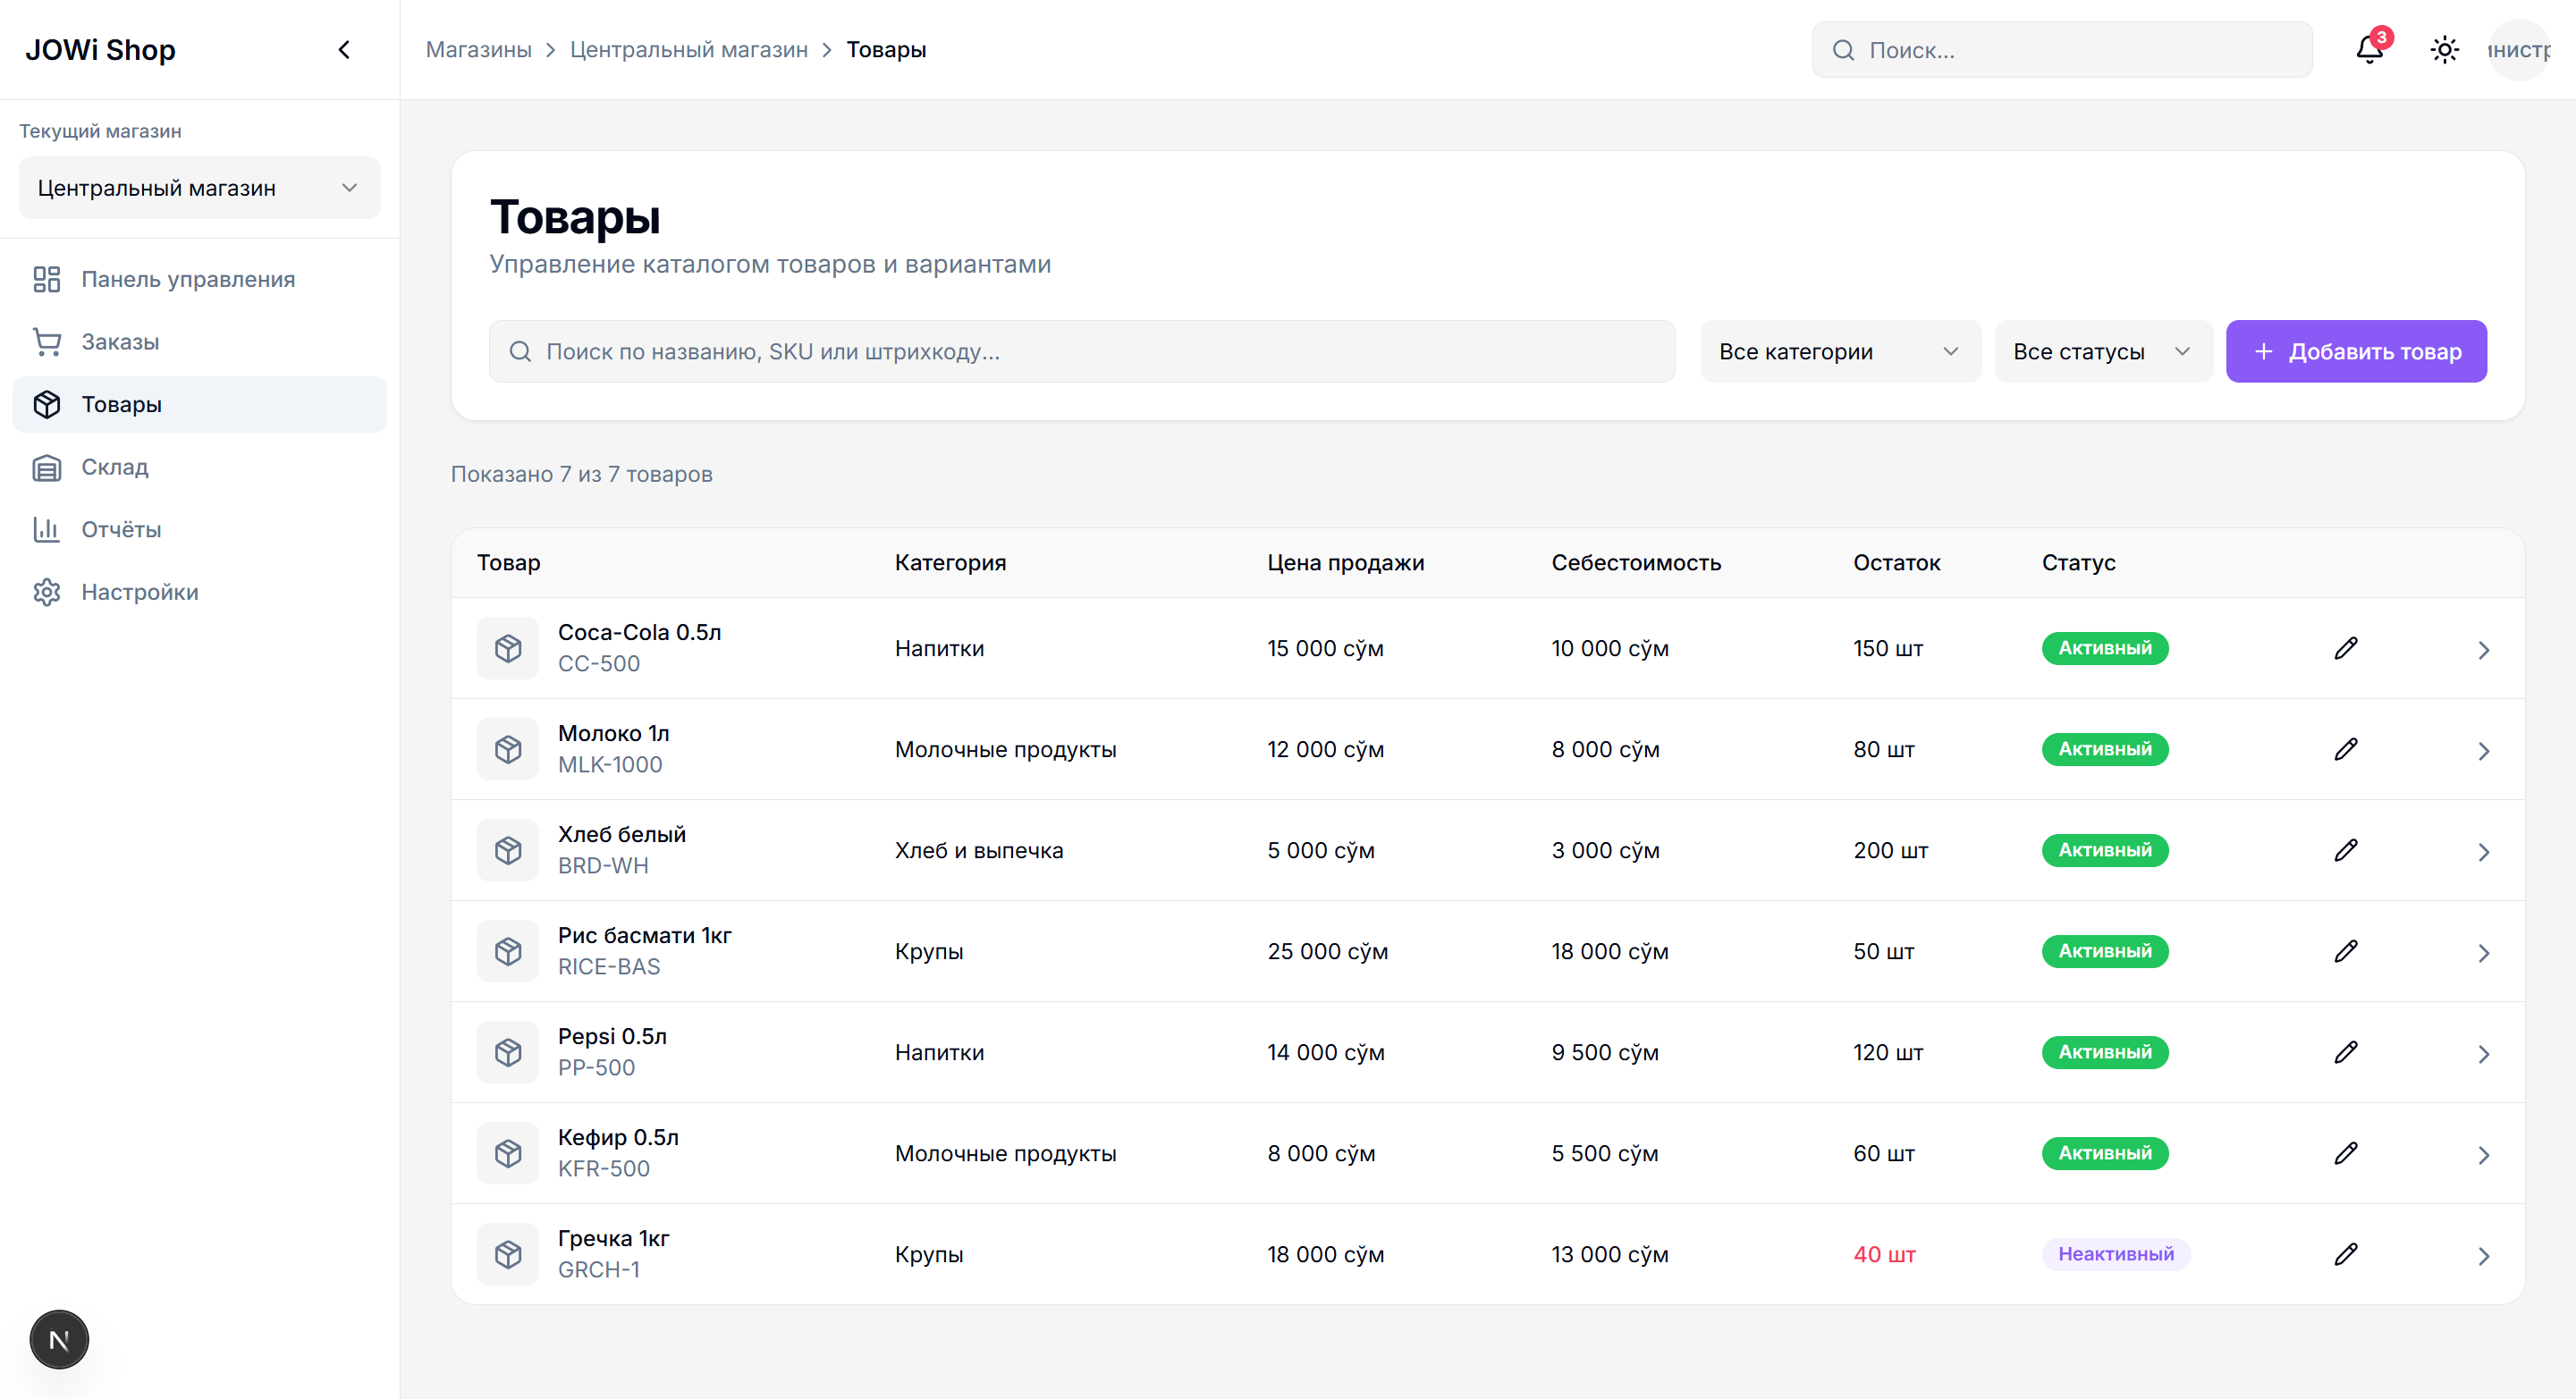 JOWi Shop
Магазины > Центральный магазин > Товары
Поиск...
3
Текущий магазин
Центральный магазин
Панель управления
Заказы
Товары
Склад
Отчёты
Настройки
Товары
Управление каталогом товаров и вариантами
Поиск по названию, SKU или штрихкоду...
Все категории
Все статусы
+ Добавить товар
Показано 7 из 7 товаров
Товар Категория Цена продажи Себестоимость Остаток Статус
Coca-Cola 0.5л
CC-500
Напитки 15 000 сўм 10 000 сўм 150 шт Активный
Молоко 1л
MLK-1000
Молочные продукты 12 000 сўм 8 000 сўм 80 шт Активный
Хлеб белый
BRD-WH
Хлеб и выпечка 5 000 сўм 3 000 сўм 200 шт Активный
Рис басмати 1кг
RICE-BAS
Крупы 25 000 сўм 18 000 сўм 50 шт Активный
Pepsi 0.5л
PP-500
Напитки 14 000 сўм 9 500 сўм 120 шт Активный
Кефир 0.5л
KFR-500
Молочные продукты 8 000 сўм 5 500 сўм 60 шт Активный
Гречка 1кг
GRCH-1
Крупы 18 000 сўм 13 000 сўм 40 шт Неактивный
N